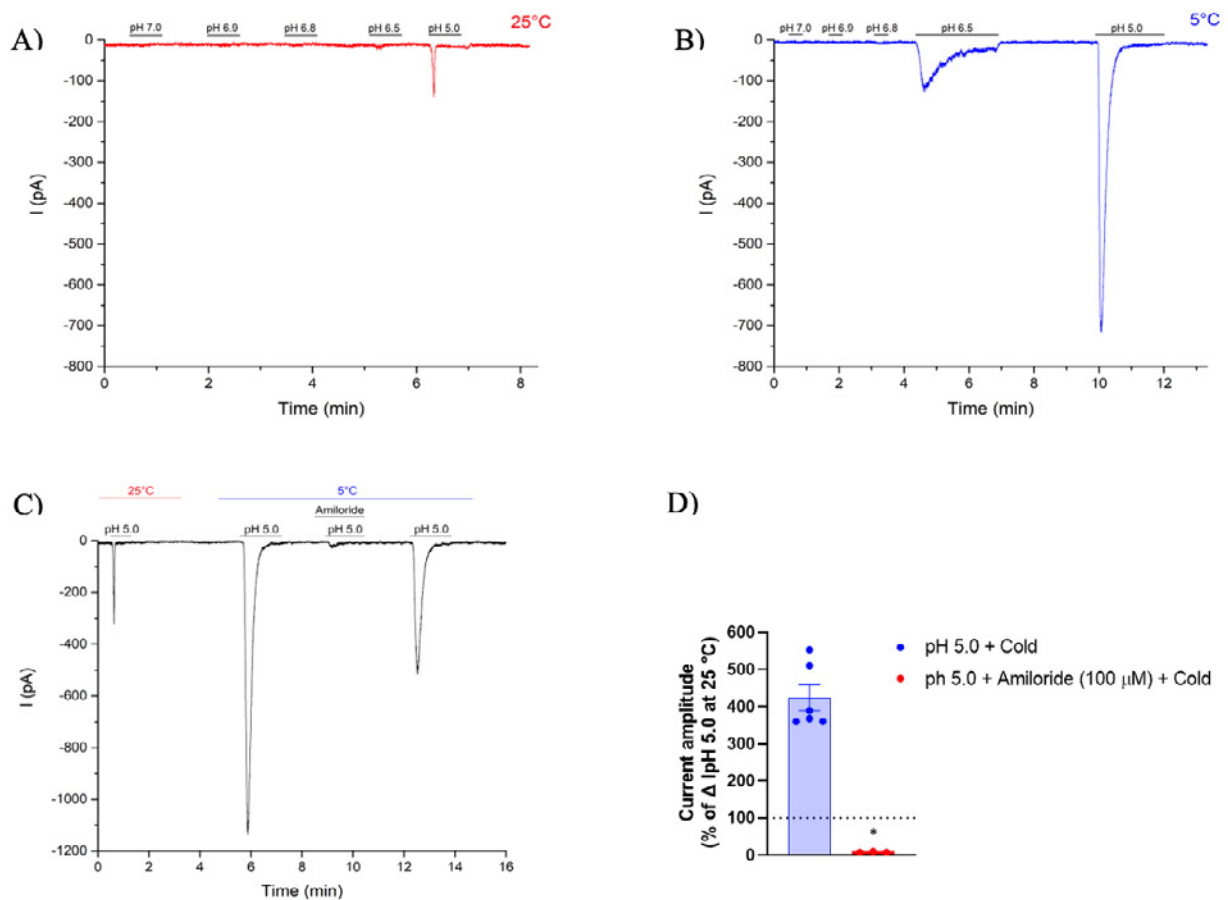 A)
25°C
pH 7.0 pH 6.9 pH 6.8 pH 6.5 pH 5.0
0
-100
-200
-300
-400
-500
-600
-700
-800
I (pA)
0 2 4 6 8
Time (min)
B)
5°C
pH 7.0 pH 6.9 pH 6.8 pH 6.5 pH 5.0
0
-100
-200
-300
-400
-500
-600
-700
-800
I (pA)
0 2 4 6 8 10 12
Time (min)
C)
25°C 5°C
Amiloride
pH 5.0 pH 5.0 pH 5.0 pH 5.0
0
-200
-400
-600
-800
-1000
-1200
I (pA)
0 2 4 6 8 10 12 14 16
Time (min)
D)
Current amplitude
(% of Δ IpH 5.0 at 25 °C)
600
500
400
300
200
100
0
*
pH 5.0 + Cold
ph 5.0 + Amiloride (100 μM) + Cold